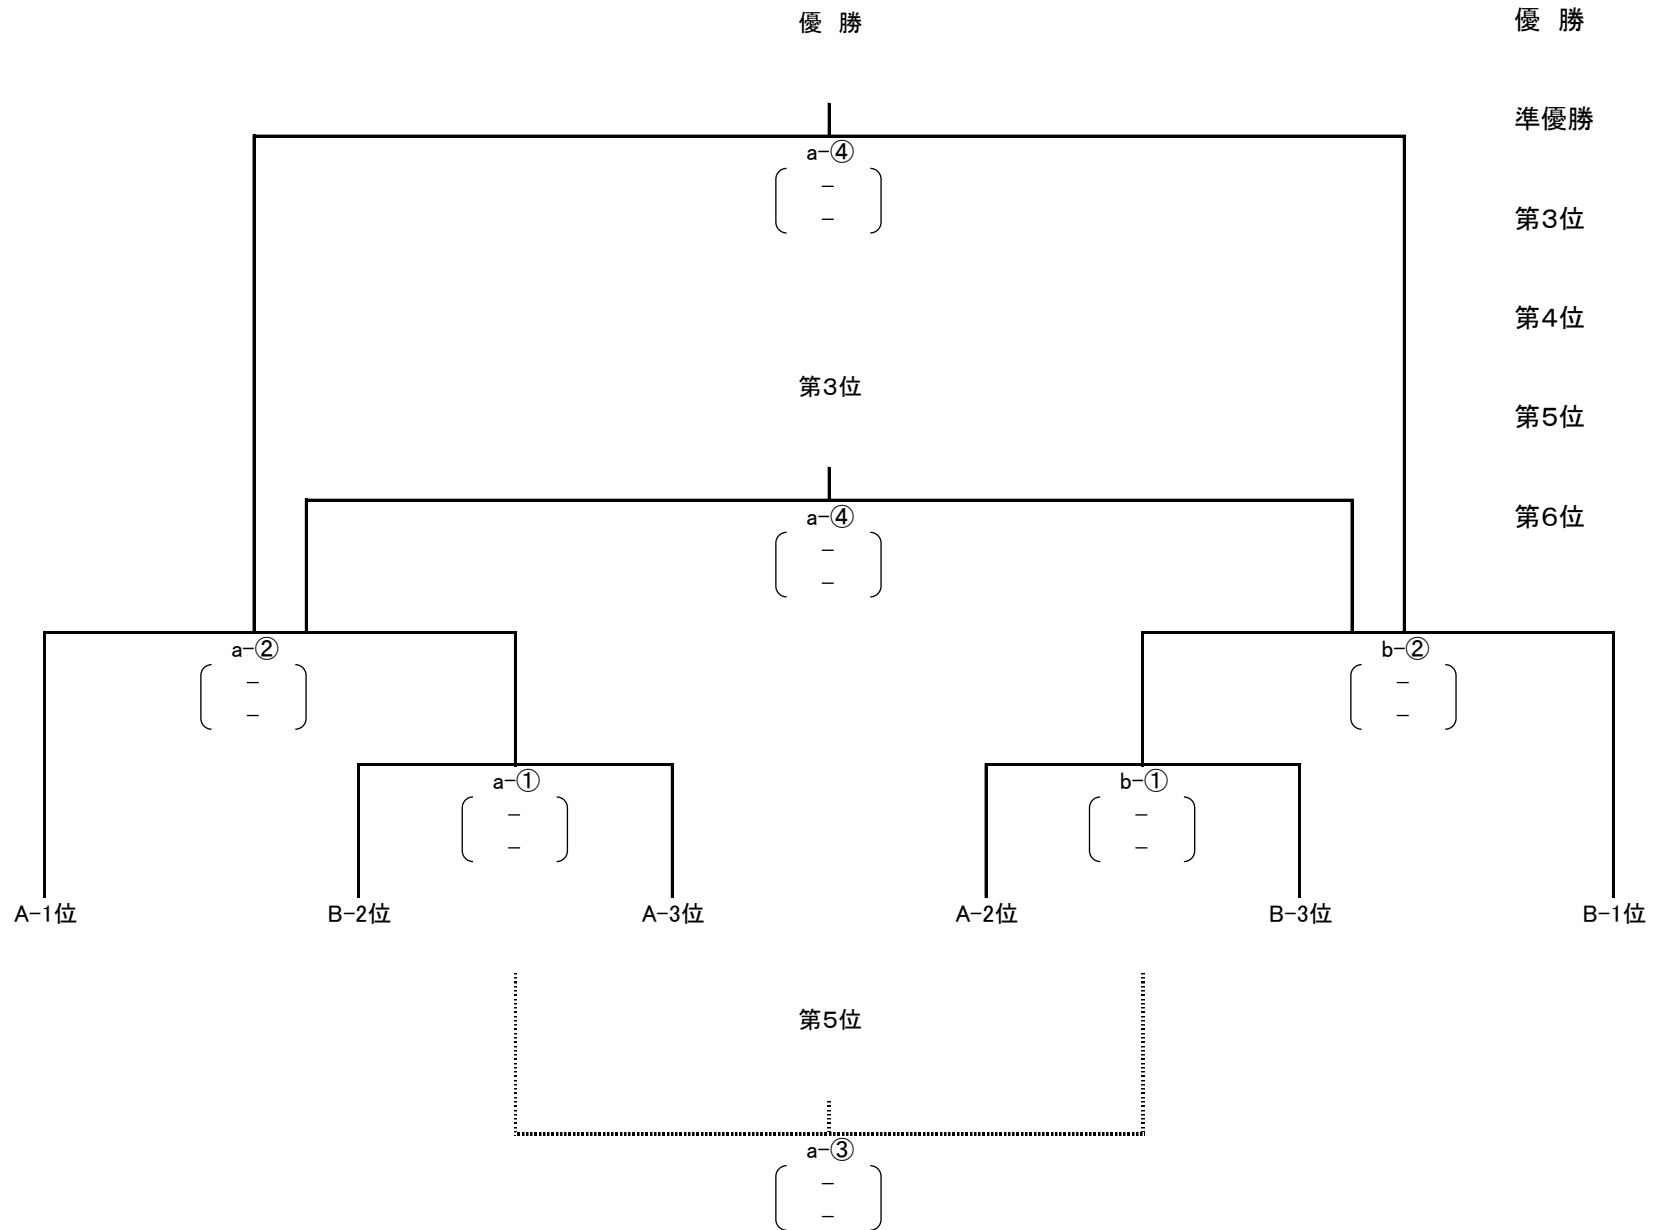 優 勝
優 勝
準優勝
a-④
-
-
第3位
第4位
第3位
第5位
a-④
-
-
第6位
a-②
-
-
b-②
-
-
a-①
-
-
b-①
-
-
A-1位
B-2位
A-3位
A-2位
B-3位
B-1位
第5位
a-③
-
-